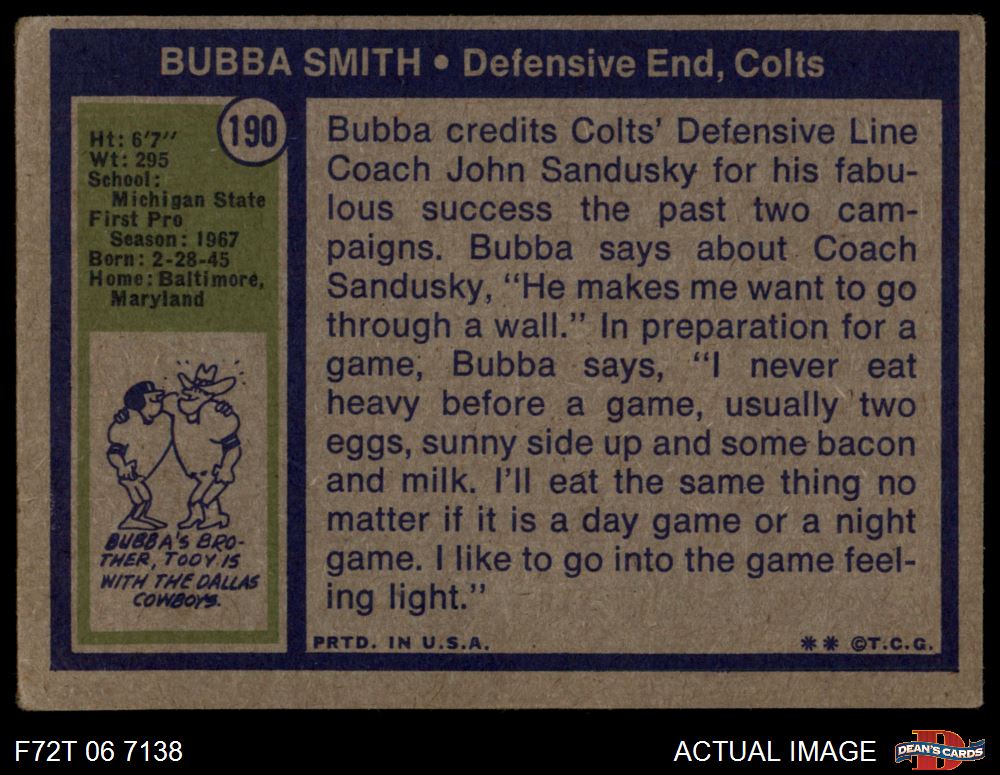 BUBBA SMITH • Defensive End, Colts
190
Ht: 6'7''
Wt: 295
School:
Michigan State
First Pro
Season: 1967
Born: 2-28-45
Home: Baltimore,
Maryland
BUBBA'S BRO-
THER, TODY IS
WITH THE DALLAS
COWBOYS.
Bubba credits Colts' Defensive Line
Coach John Sandusky for his fabu-
lous success the past two cam-
paigns. Bubba says about Coach
Sandusky, “He makes me want to go
through a wall.” In preparation for a
game, Bubba says, “I never eat
heavy before a game, usually two
eggs, sunny side up and some bacon
and milk. I'll eat the same thing no
matter if it is a day game or a night
game. I like to go into the game feel-
ing light.”
PRTD. IN U.S.A.
** ©T.C.G.
F72T 06 7138
ACTUAL IMAGE
D
DEAN'S CARDS